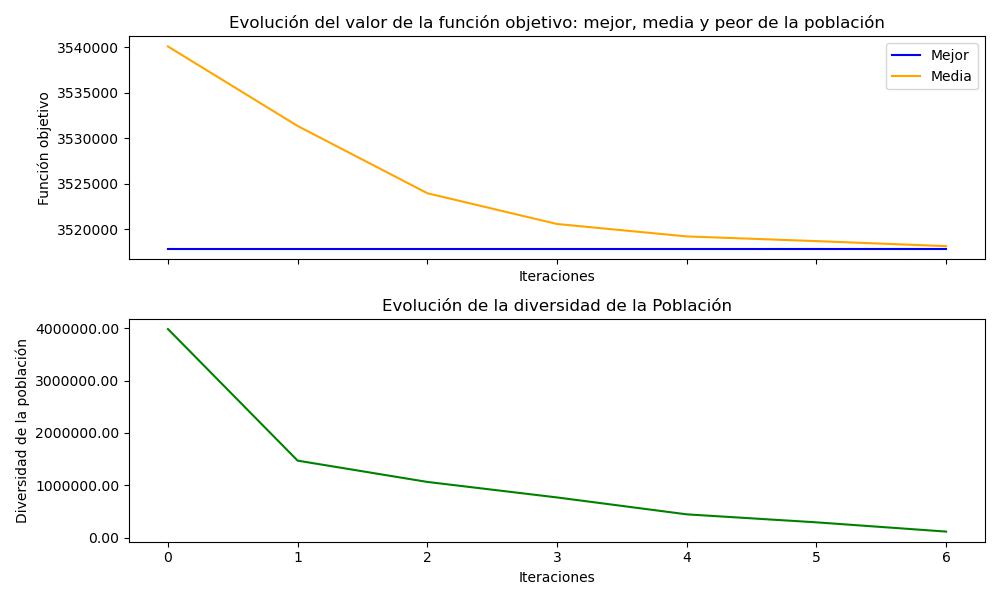 Evolución del valor de la función objetivo: mejor, media y peor de la población
Función objetivo
3540000
3535000
3530000
3525000
3520000
Mejor
Media
Iteraciones
Evolución de la diversidad de la Población
Diversidad de la población
4000000.00
3000000.00
2000000.00
1000000.00
0.00
0 1 2 3 4 5 6
Iteraciones